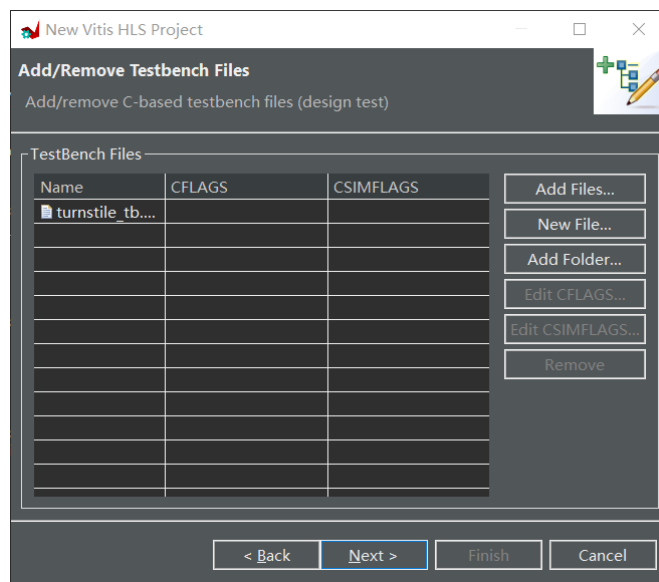 New Vitis HLS Project
Add/Remove Testbench Files
Add/remove C-based testbench files (design test)
TestBench Files
Name CFLAGS CSIMFLAGS
turnstile_tb....
Add Files...
New File...
Add Folder...
Edit CFLAGS...
Edit CSIMFLAGS...
Remove
< Back Next > Finish Cancel